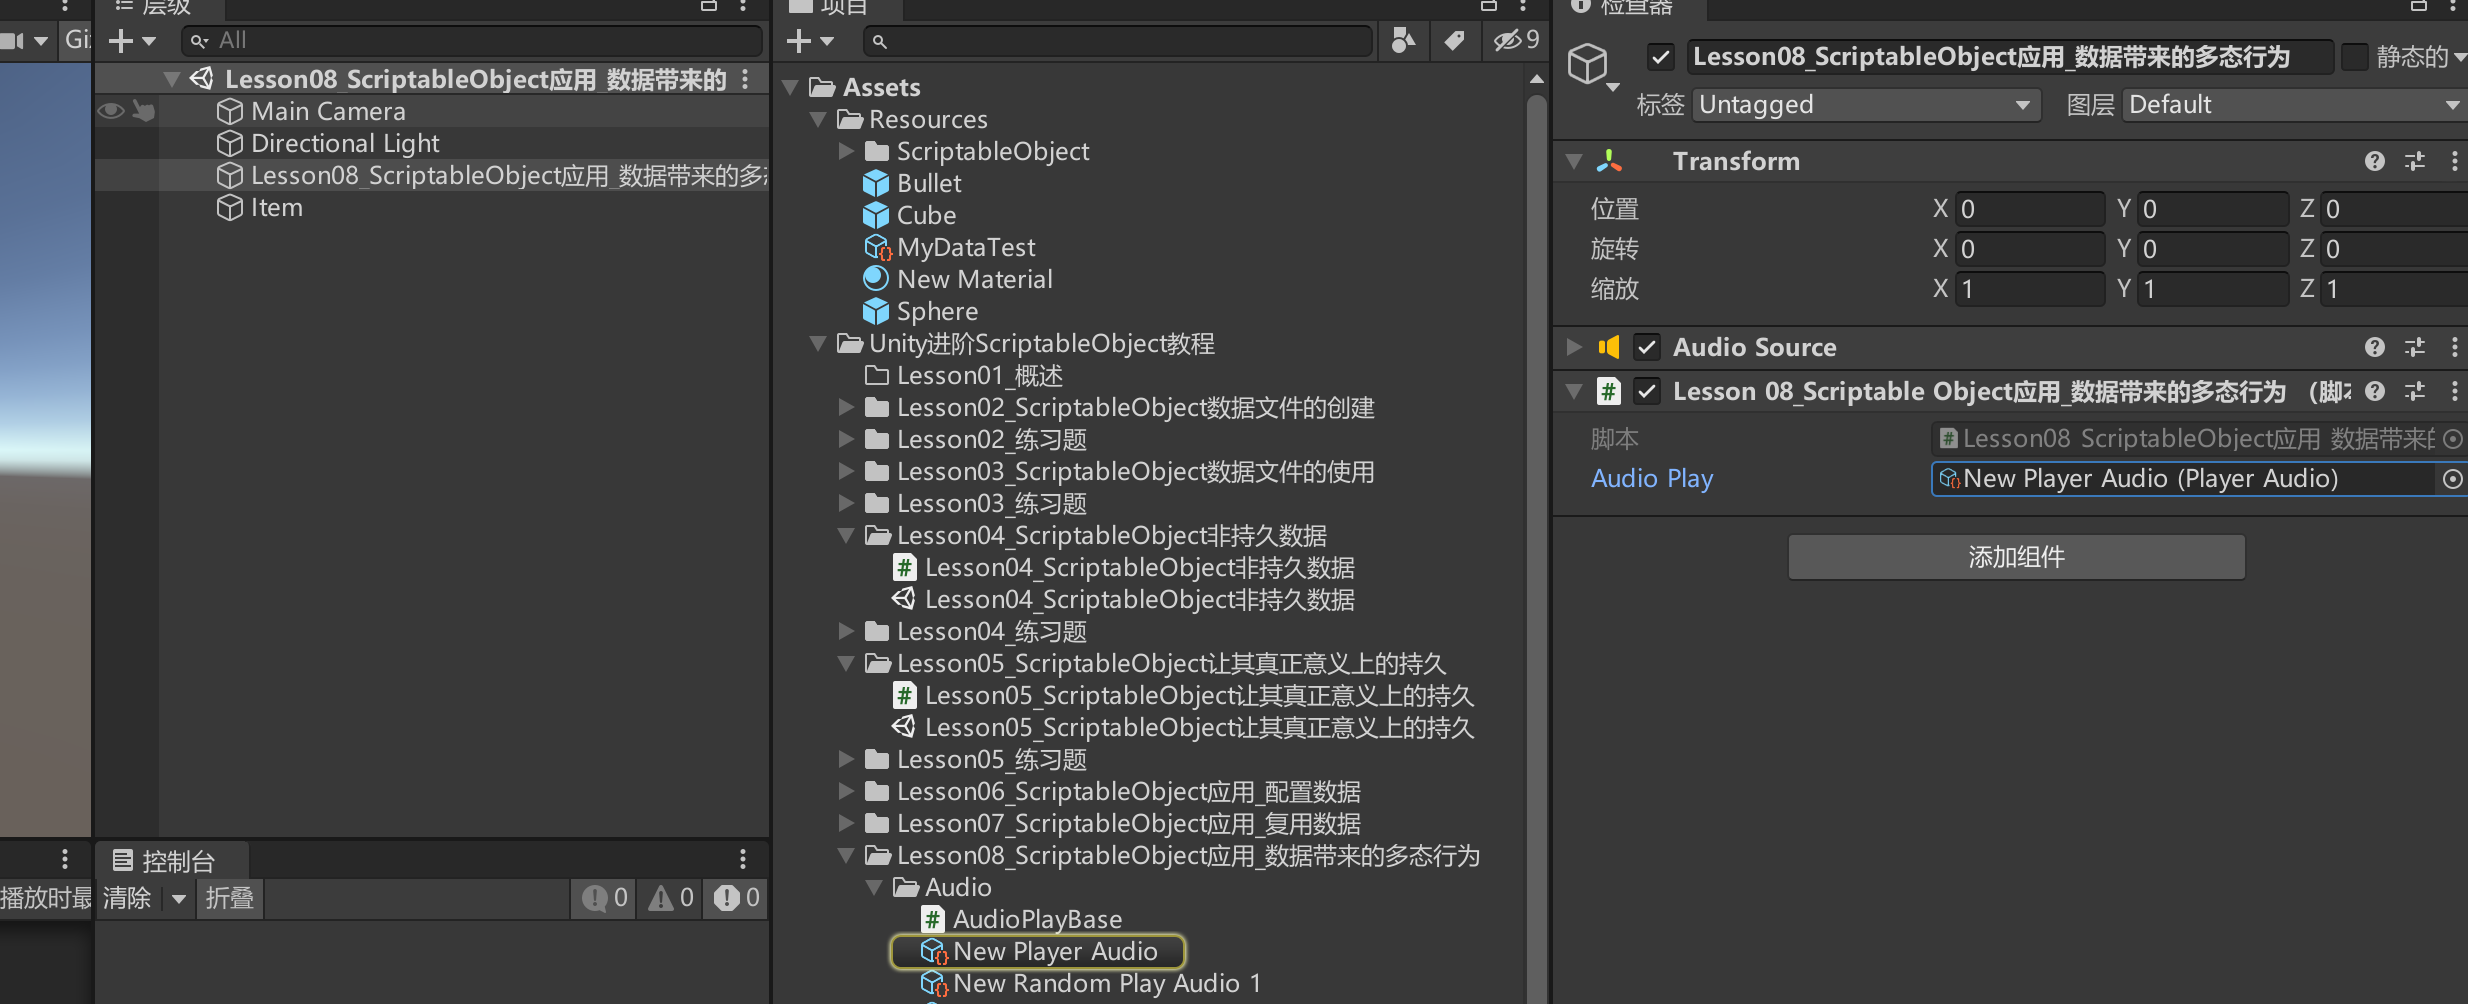 层级
Giz
All
Lesson08_ScriptableObject应用_数据带来的
Main Camera
Directional Light
Lesson08_ScriptableObject应用_数据带来的多态
Item
控制台
播放时最
清除
折叠
0
0
0
项目
9
Assets
Resources
ScriptableObject
Bullet
Cube
MyDataTest
New Material
Sphere
Unity进阶ScriptableObject教程
Lesson01_概述
Lesson02_ScriptableObject数据文件的创建
Lesson02_练习题
Lesson03_ScriptableObject数据文件的使用
Lesson03_练习题
Lesson04_ScriptableObject非持久数据
Lesson04_ScriptableObject非持久数据
Lesson04_ScriptableObject非持久数据
Lesson04_练习题
Lesson05_ScriptableObject让其真正意义上的持久
Lesson05_ScriptableObject让其真正意义上的持久
Lesson05_ScriptableObject让其真正意义上的持久
Lesson05_练习题
Lesson06_ScriptableObject应用_配置数据
Lesson07_ScriptableObject应用_复用数据
Lesson08_ScriptableObject应用_数据带来的多态行为
Audio
AudioPlayBase
New Player Audio
New Random Play Audio 1
检查器
Lesson08_ScriptableObject应用_数据带来的多态行为 静态的
标签 Untagged 图层 Default
Transform
位置 X 0 Y 0 Z 0
旋转 X 0 Y 0 Z 0
缩放 X 1 Y 1 Z 1
Audio Source
Lesson 08_Scriptable Object应用_数据带来的多态行为 (脚本
脚本 Lesson08_ScriptableObject应用_数据带来的
Audio Play New Player Audio (Player Audio)
添加组件